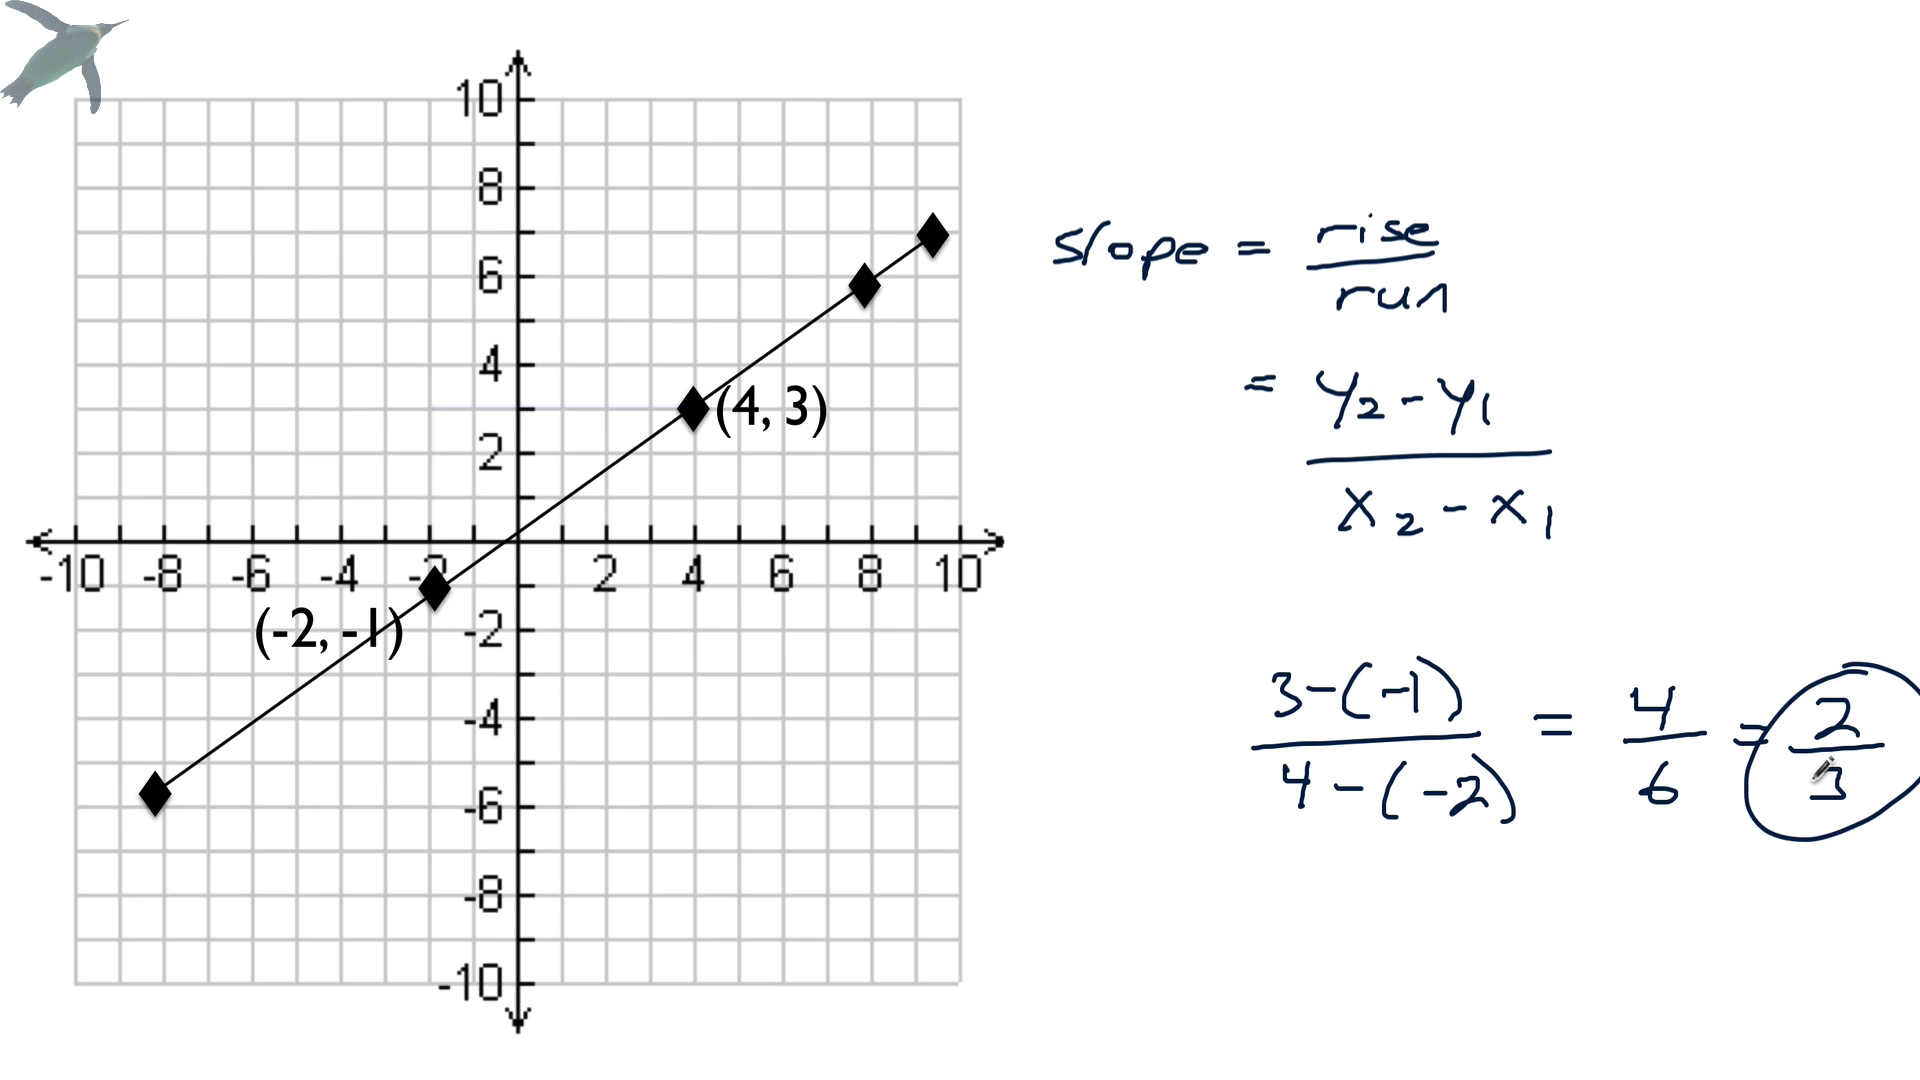 10
8
6
4
(4, 3)
2
-10 -8 -6 -4 -2 2 4 6 8 10
(-2, -1)
-2
-4
-6
-8
-10
slope = rise
run
= y₂ - y₁
x₂ - x₁
3-(-1) = 4 = 2
4-(-2) 6 3